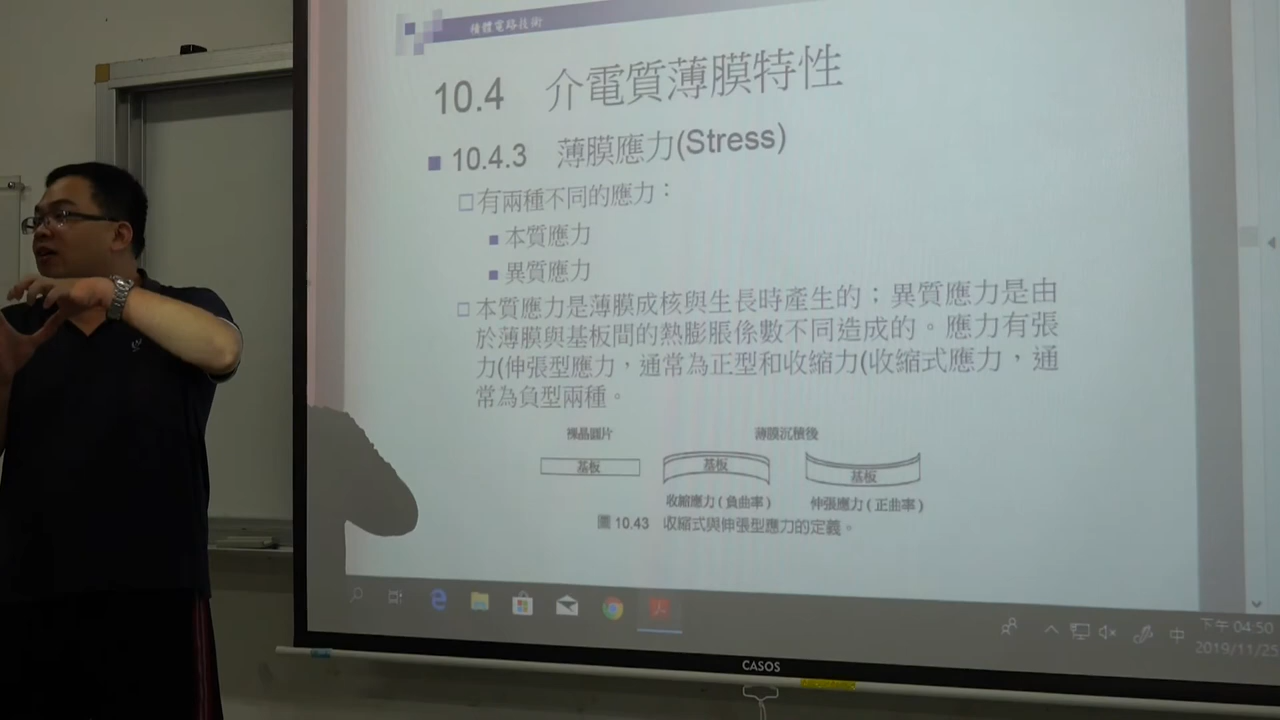 積體電路技術
10.4 介電質薄膜特性
10.4.3 薄膜應力(Stress)
有兩種不同的應力：
本質應力
異質應力
本質應力是薄膜成核與生長時產生的；異質應力是由
於薄膜與基板間的熱膨脹係數不同造成的。應力有張
力(伸張型應力，通常為正型和收縮力(收縮式應力，通
常為負型兩種。
裸晶圓片 薄膜沉積後
基板 基板 基板
收縮應力(負曲率) 伸張應力(正曲率)
圖 10.43 收縮式與伸張型應力的定義。
中
下午 04:50
2019/11/25
CASOS